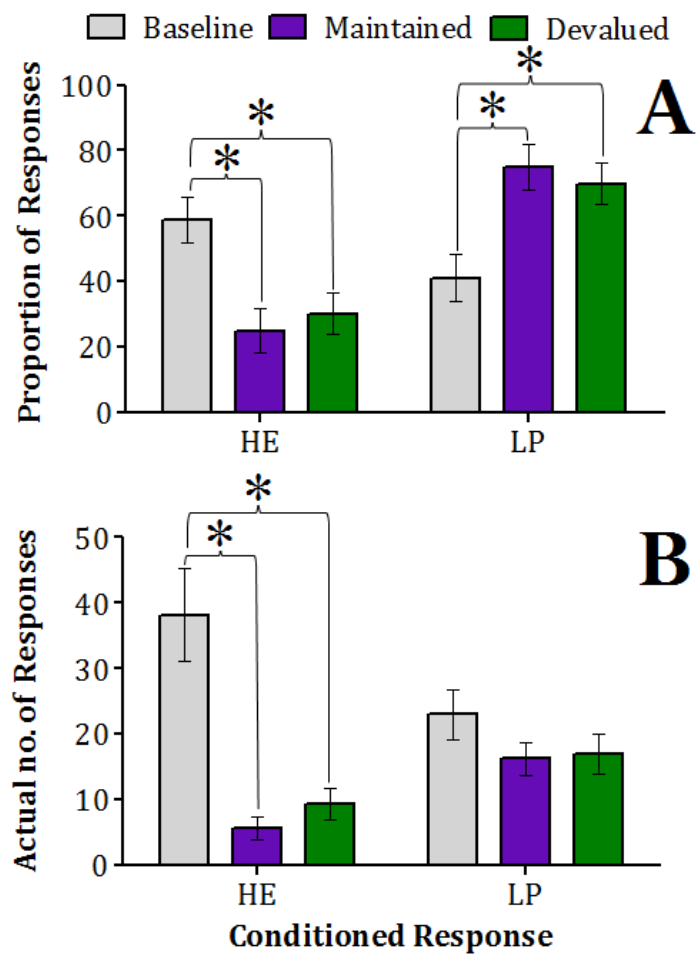 Baseline Maintained Devalued
A
Proportion of Responses
100
80
60
40
20
0
* * * *
HE LP
B
Actual no. of Responses
50
40
30
20
10
0
* *
HE LP
Conditioned Response